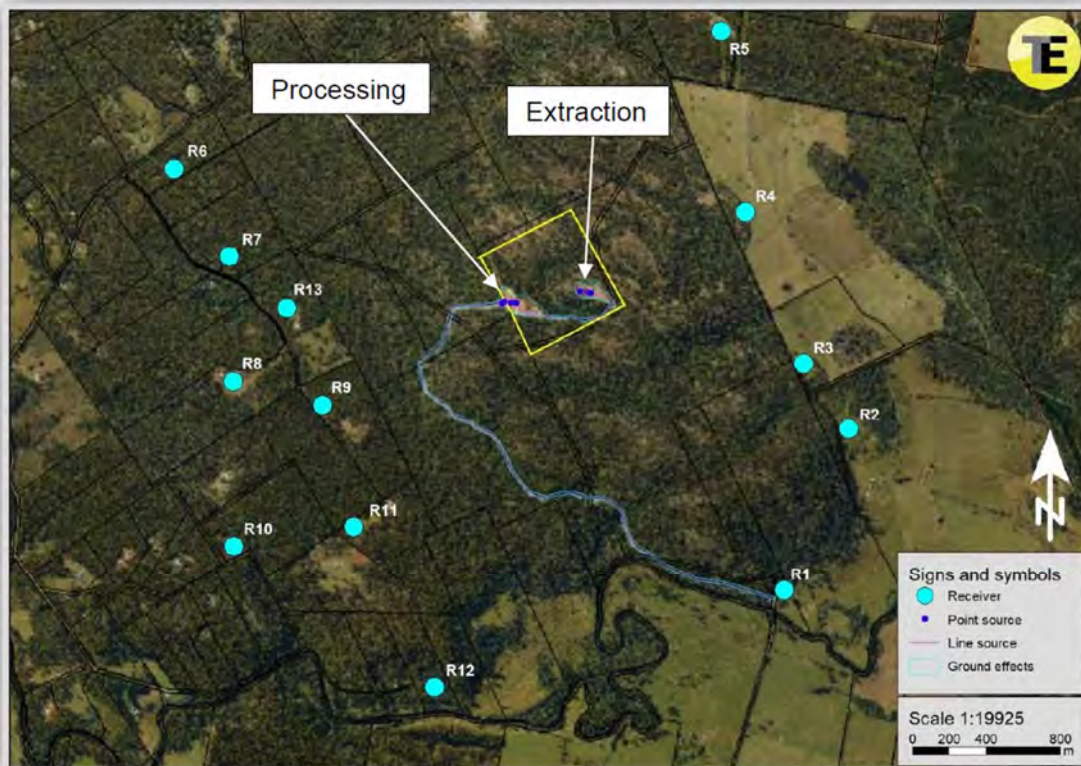 TE
R5
Processing
Extraction
R6
R4
R7
R13
R3
R8
R9
R2
R11
R10
R1
R12
N
Signs and symbols
Receiver
Point source
Line source
Ground effects
Scale 1:19925
0 200 400 800
m